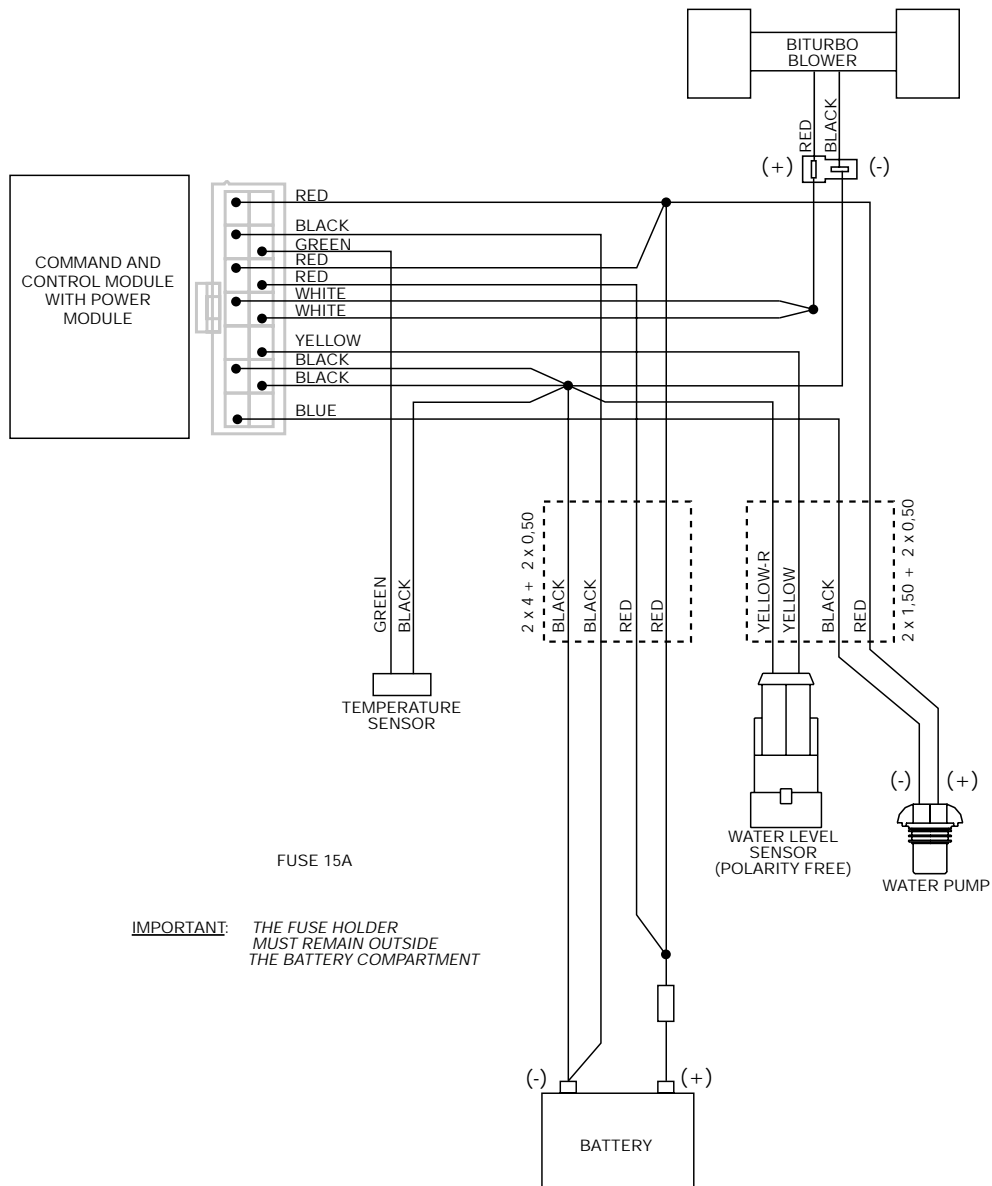 BITURBO
BLOWER
RED
BLACK
(+)
(-)
COMMAND AND
CONTROL MODULE
WITH POWER
MODULE
RED
BLACK
GREEN
RED
RED
WHITE
WHITE
YELLOW
BLACK
BLACK
BLUE
GREEN
BLACK
2 x 4 + 2 x 0,50
BLACK
BLACK
RED
RED
YELLOW-R
YELLOW
BLACK
RED
2 x 1,50 + 2 x 0,50
TEMPERATURE
SENSOR
(-)
(+)
WATER LEVEL
SENSOR
(POLARITY FREE)
WATER PUMP
FUSE 15A
IMPORTANT: THE FUSE HOLDER
MUST REMAIN OUTSIDE
THE BATTERY COMPARTMENT
(-)
(+)
BATTERY